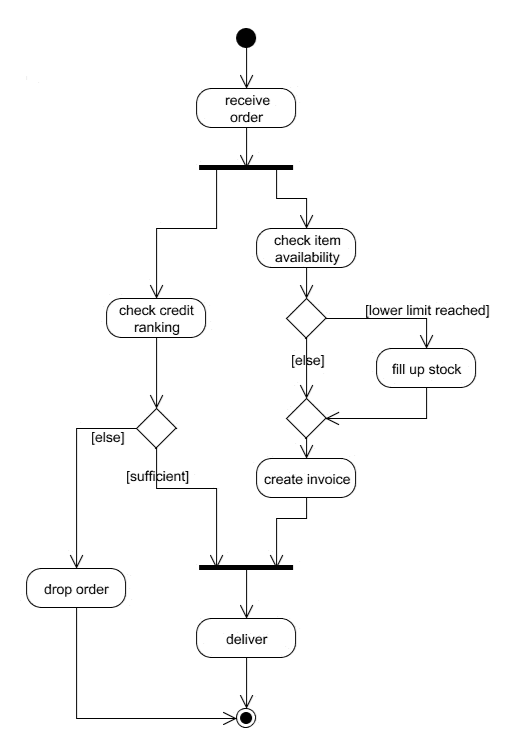 receive
order
check item
availability
[lower limit reached]
check credit
ranking
[else]
fill up stock
[else]
[sufficient]
create invoice
drop order
deliver